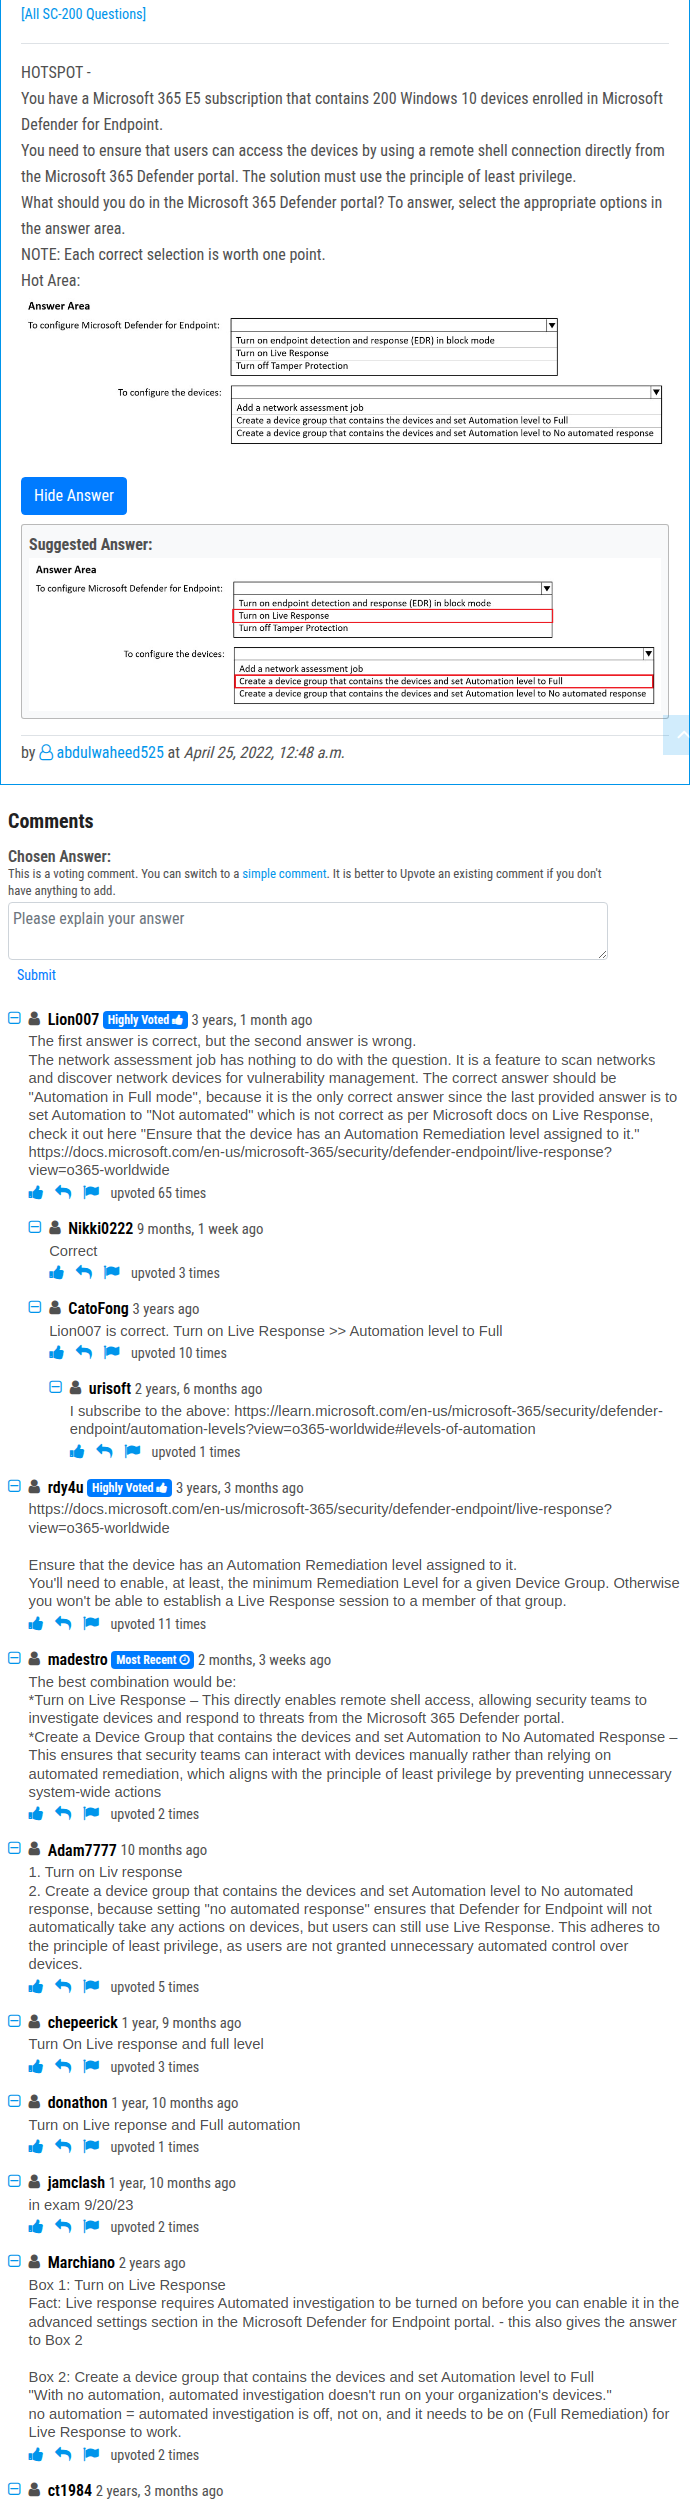 [All SC-200 Questions]
HOTSPOT -
You have a Microsoft 365 E5 subscription that contains 200 Windows 10 devices enrolled in Microsoft
Defender for Endpoint.
You need to ensure that users can access the devices by using a remote shell connection directly from
the Microsoft 365 Defender portal. The solution must use the principle of least privilege.
What should you do in the Microsoft 365 Defender portal? To answer, select the appropriate options in
the answer area.
NOTE: Each correct selection is worth one point.
Hot Area:
Answer Area
To configure Microsoft Defender for Endpoint:
Turn on endpoint detection and response (EDR) in block mode
Turn on Live Response
Turn off Tamper Protection
To configure the devices:
Add a network assessment job
Create a device group that contains the devices and set Automation level to Full
Create a device group that contains the devices and set Automation level to No automated response
Hide Answer
Suggested Answer:
Answer Area
To configure Microsoft Defender for Endpoint:
Turn on endpoint detection and response (EDR) in block mode
Turn on Live Response
Turn off Tamper Protection
To configure the devices:
Add a network assessment job
Create a device group that contains the devices and set Automation level to Full
Create a device group that contains the devices and set Automation level to No automated response
by abdulwaheed525 at April 25, 2022, 12:48 a.m.
Comments
Chosen Answer:
This is a voting comment. You can switch to a simple comment. It is better to Upvote an existing comment if you don't
have anything to add.
Please explain your answer
Submit
Lion007 Highly Voted 3 years, 1 month ago
The first answer is correct, but the second answer is wrong.
The network assessment job has nothing to do with the question. It is a feature to scan networks
and discover network devices for vulnerability management. The correct answer should be
"Automation in Full mode", because it is the only correct answer since the last provided answer is to
set Automation to "Not automated" which is not correct as per Microsoft docs on Live Response,
check it out here "Ensure that the device has an Automation Remediation level assigned to it."
https://docs.microsoft.com/en-us/microsoft-365/security/defender-endpoint/live-response?
view=o365-worldwide
upvoted 65 times
Nikki0222 9 months, 1 week ago
Correct
upvoted 3 times
CatoFong 3 years ago
Lion007 is correct. Turn on Live Response >> Automation level to Full
upvoted 10 times
urisoft 2 years, 6 months ago
I subscribe to the above: https://learn.microsoft.com/en-us/microsoft-365/security/defender-
endpoint/automation-levels?view=o365-worldwide#levels-of-automation
upvoted 1 times
rdy4u Highly Voted 3 years, 3 months ago
https://docs.microsoft.com/en-us/microsoft-365/security/defender-endpoint/live-response?
view=o365-worldwide
Ensure that the device has an Automation Remediation level assigned to it.
You'll need to enable, at least, the minimum Remediation Level for a given Device Group. Otherwise
you won't be able to establish a Live Response session to a member of that group.
upvoted 11 times
madestro Most Recent 2 months, 3 weeks ago
The best combination would be:
*Turn on Live Response – This directly enables remote shell access, allowing security teams to
investigate devices and respond to threats from the Microsoft 365 Defender portal.
*Create a Device Group that contains the devices and set Automation to No Automated Response –
This ensures that security teams can interact with devices manually rather than relying on
automated remediation, which aligns with the principle of least privilege by preventing unnecessary
system-wide actions
upvoted 2 times
Adam7777 10 months ago
1. Turn on Liv response
2. Create a device group that contains the devices and set Automation level to No automated
response, because setting "no automated response" ensures that Defender for Endpoint will not
automatically take any actions on devices, but users can still use Live Response. This adheres to
the principle of least privilege, as users are not granted unnecessary automated control over
devices.
upvoted 5 times
chepeerick 1 year, 9 months ago
Turn On Live response and full level
upvoted 3 times
donathon 1 year, 10 months ago
Turn on Live reponse and Full automation
upvoted 1 times
jamclash 1 year, 10 months ago
in exam 9/20/23
upvoted 2 times
Marchiano 2 years ago
Box 1: Turn on Live Response
Fact: Live response requires Automated investigation to be turned on before you can enable it in the
advanced settings section in the Microsoft Defender for Endpoint portal. - this also gives the answer
to Box 2
Box 2: Create a device group that contains the devices and set Automation level to Full
"With no automation, automated investigation doesn't run on your organization's devices."
no automation = automated investigation is off, not on, and it needs to be on (Full Remediation) for
Live Response to work.
upvoted 2 times
ct1984 2 years, 3 months ago